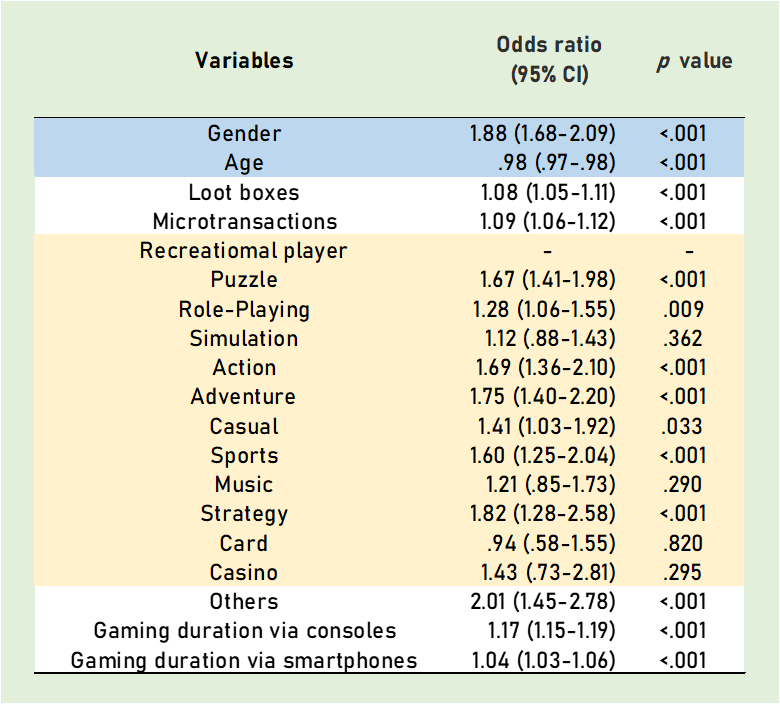 Variables Odds ratio (95% CI) p value
Gender 1.88 (1.68-2.09) <.001
Age .98 (.97-.98) <.001
Loot boxes 1.08 (1.05-1.11) <.001
Microtransactions 1.09 (1.06-1.12) <.001
Recreatiomal player - -
Puzzle 1.67 (1.41-1.98) <.001
Role-Playing 1.28 (1.06-1.55) .009
Simulation 1.12 (.88-1.43) .362
Action 1.69 (1.36-2.10) <.001
Adventure 1.75 (1.40-2.20) <.001
Casual 1.41 (1.03-1.92) .033
Sports 1.60 (1.25-2.04) <.001
Music 1.21 (.85-1.73) .290
Strategy 1.82 (1.28-2.58) <.001
Card .94 (.58-1.55) .820
Casino 1.43 (.73-2.81) .295
Others 2.01 (1.45-2.78) <.001
Gaming duration via consoles 1.17 (1.15-1.19) <.001
Gaming duration via smartphones 1.04 (1.03-1.06) <.001